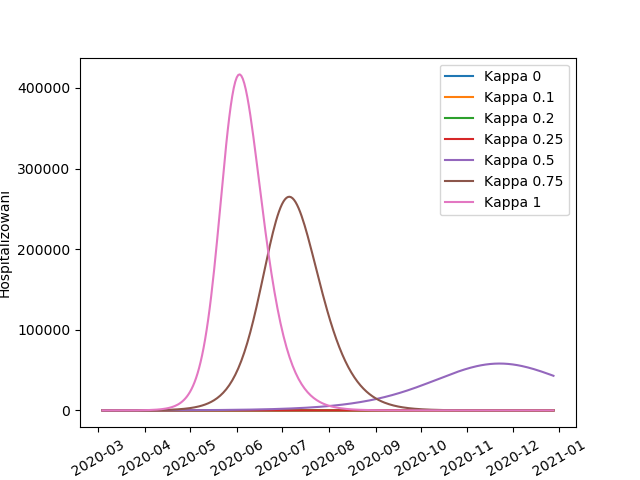 Kappa 0
Kappa 0.1
Kappa 0.2
Kappa 0.25
Kappa 0.5
Kappa 0.75
Kappa 1
Hospitalizowani
400000
300000
200000
100000
0
2020-03
2020-04
2020-05
2020-06
2020-07
2020-08
2020-09
2020-10
2020-11
2020-12
2021-01